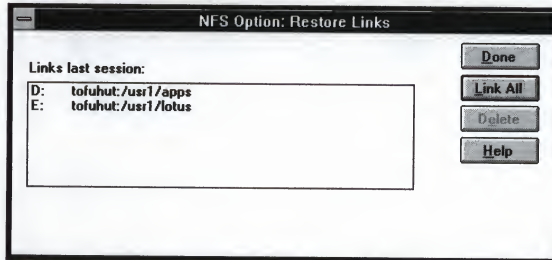 NFS Option: Restore Links
Links last session:
D: tofuhut:/usr1/apps
E: tofuhut:/usr1/lotus
Done
Link All
Delete
Help